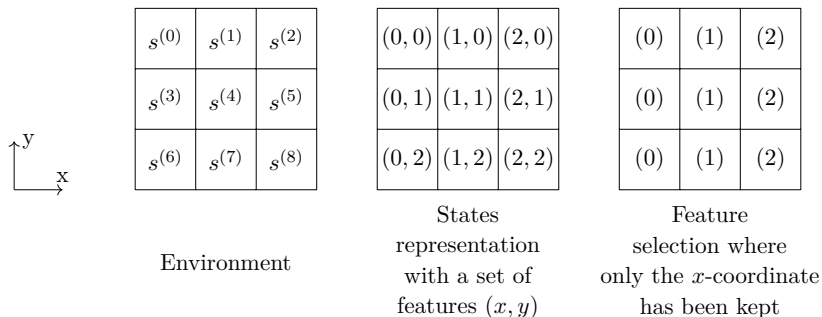 s^{(0)} s^{(1)} s^{(2)} (0, 0) (1, 0) (2, 0) (0) (1) (2)
s^{(3)} s^{(4)} s^{(5)} (0, 1) (1, 1) (2, 1) (0) (1) (2)
y
s^{(6)} s^{(7)} s^{(8)} (0, 2) (1, 2) (2, 2) (0) (1) (2)
x
Environment
States
representation
with a set of
features (x, y)
Feature
selection where
only the x-coordinate
has been kept